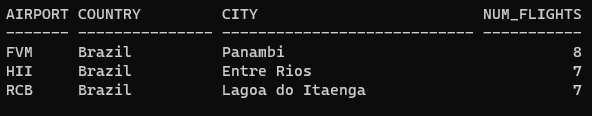 AIRPORT COUNTRY         CITY                         NUM_FLIGHTS
------- --------------- ---------------------------- -----------
FVM     Brazil          Panambi                                8
HII     Brazil          Entre Rios                             7
RCB     Brazil          Lagoa do Itaenga                       7